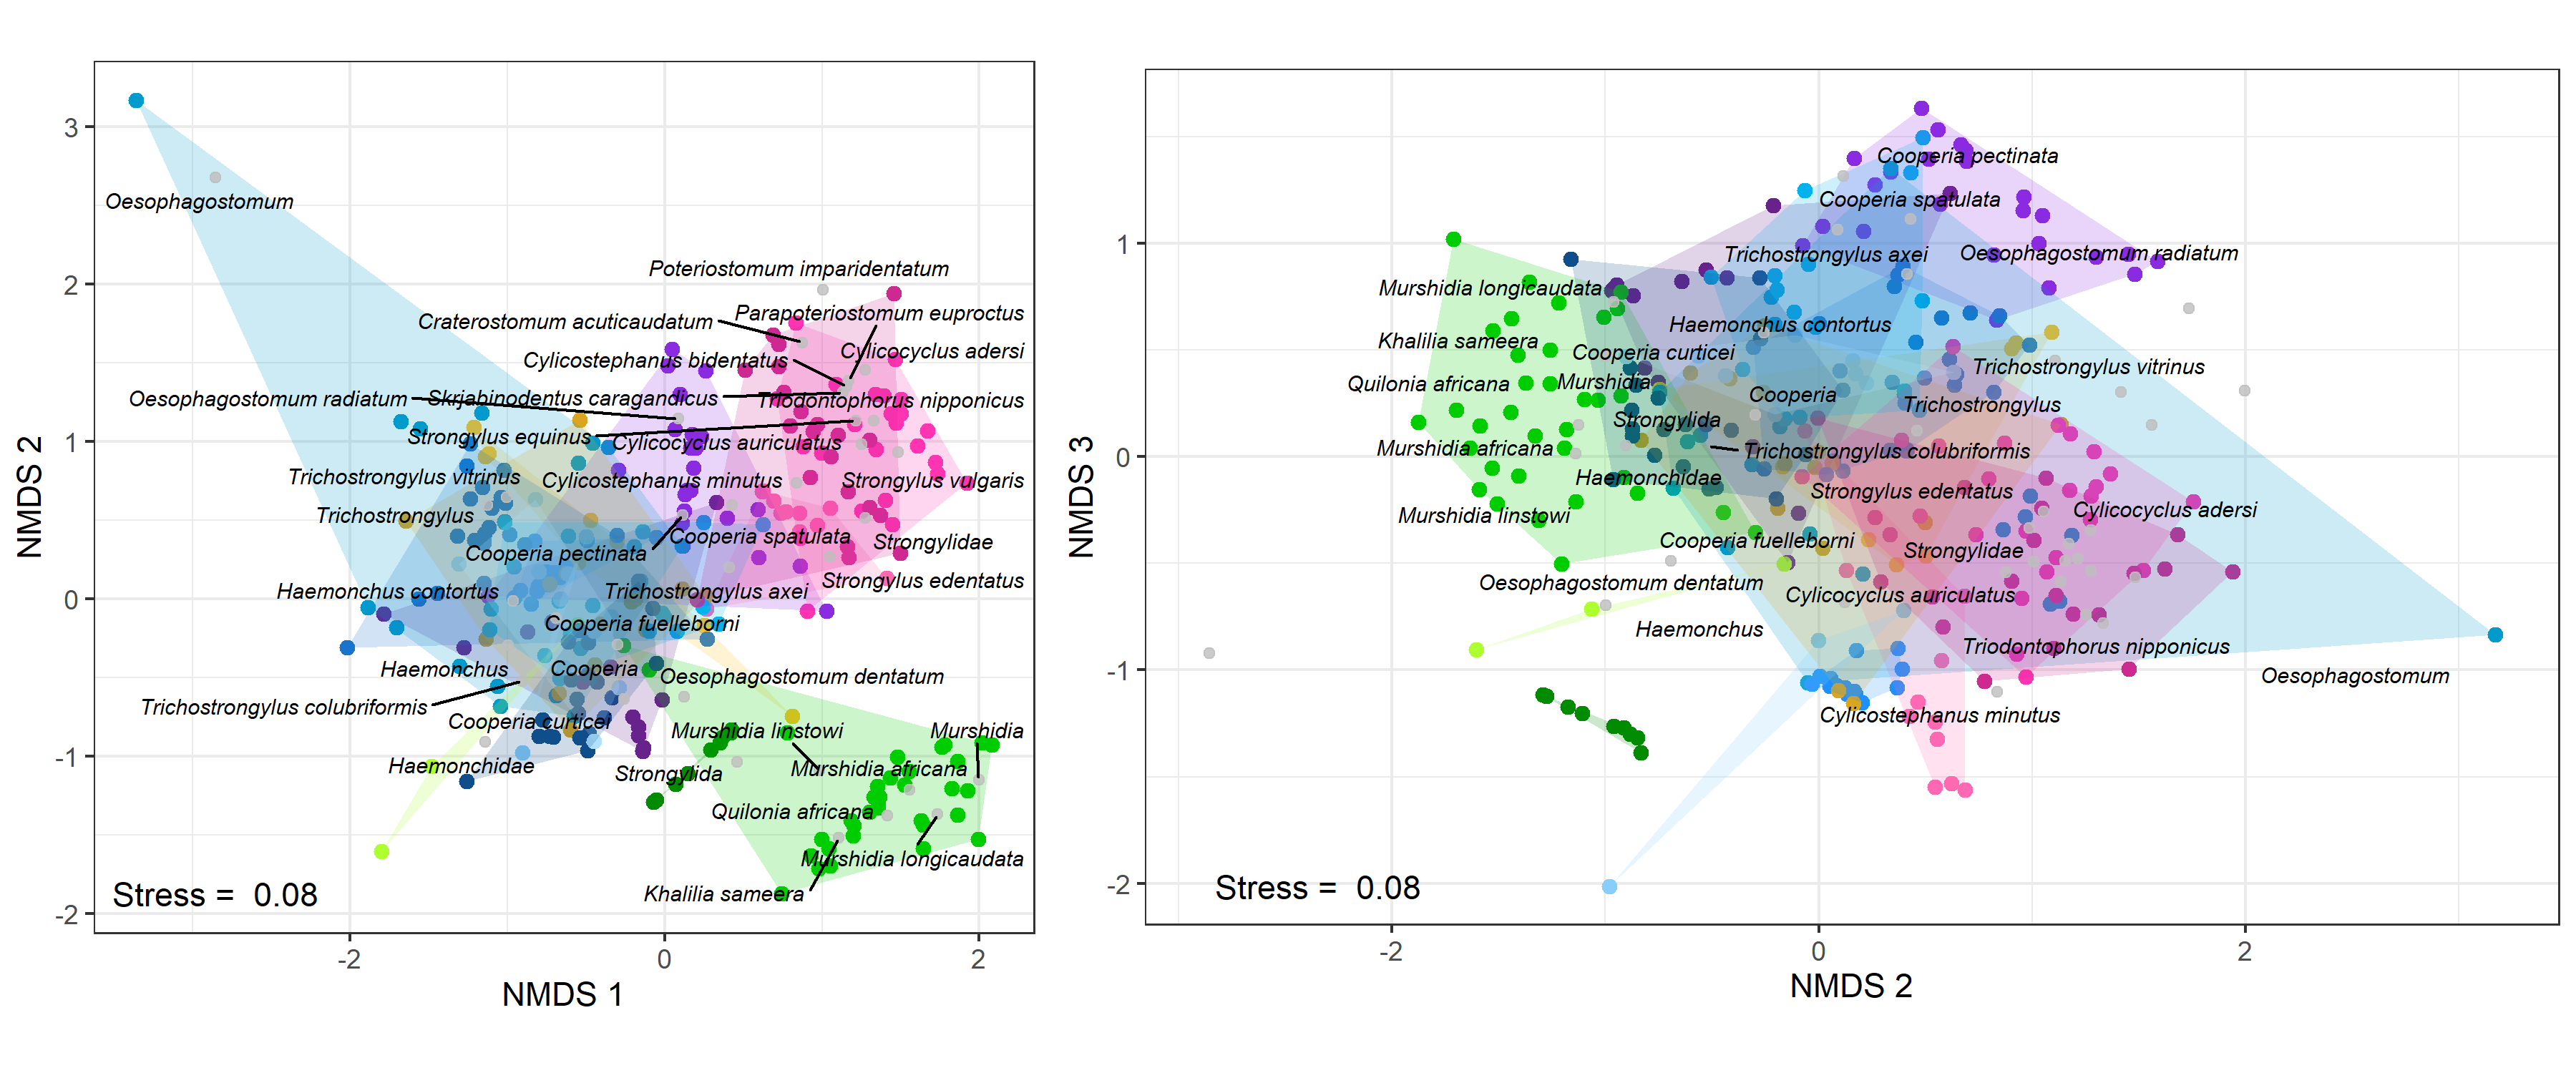 Oesophagostomum
Poteriostomum imparidentatum
Craterostomum acuticaudatum
Parapoteriostomum euproctus
Cylicostephanus bidentatus
Cylicocyclus adersi
Oesophagostomum radiatum
Skrjabinodentus caragandicus
Triodontophorus nipponicus
Strongylus equinus
Cylicocyclus auriculatus
Trichostrongylus vitrinus
Cylicostephanus minutus
Strongylus vulgaris
Trichostrongylus
Cooperia pectinata
Cooperia spatulata
Strongylidae
Strongylus edentatus
Haemonchus contortus
Trichostrongylus axei
Cooperia fuelleborni
Haemonchus
Cooperia
Oesophagostomum dentatum
Trichostrongylus colubriformis
Cooperia curticei
Murshidia linstowi
Murshidia
Haemonchidae
Strongylida
Murshidia africana
Quilonia africana
Murshidia longicaudata
Khalilia sameera
Stress = 0.08
3
2
1
0
-1
-2
NMDS 2
-2
0
2
NMDS 1
Cooperia pectinata
Cooperia spatulata
Trichostrongylus axei
Oesophagostomum radiatum
Murshidia longicaudata
Haemonchus contortus
Khalilia sameera
Cooperia curticei
Trichostrongylus vitrinus
Quilonia africana
Murshidia
Cooperia
Trichostrongylus
Strongylida
Murshidia africana
Trichostrongylus colubriformis
Haemonchidae
Strongylus edentatus
Murshidia linstowi
Cylicocyclus adersi
Cooperia fuelleborni
Strongylidae
Oesophagostomum dentatum
Cylicocyclus auriculatus
Haemonchus
Triodontophorus nipponicus
Oesophagostomum
Cylicostephanus minutus
Stress = 0.08
1
0
-1
-2
NMDS 3
-2
0
2
NMDS 2